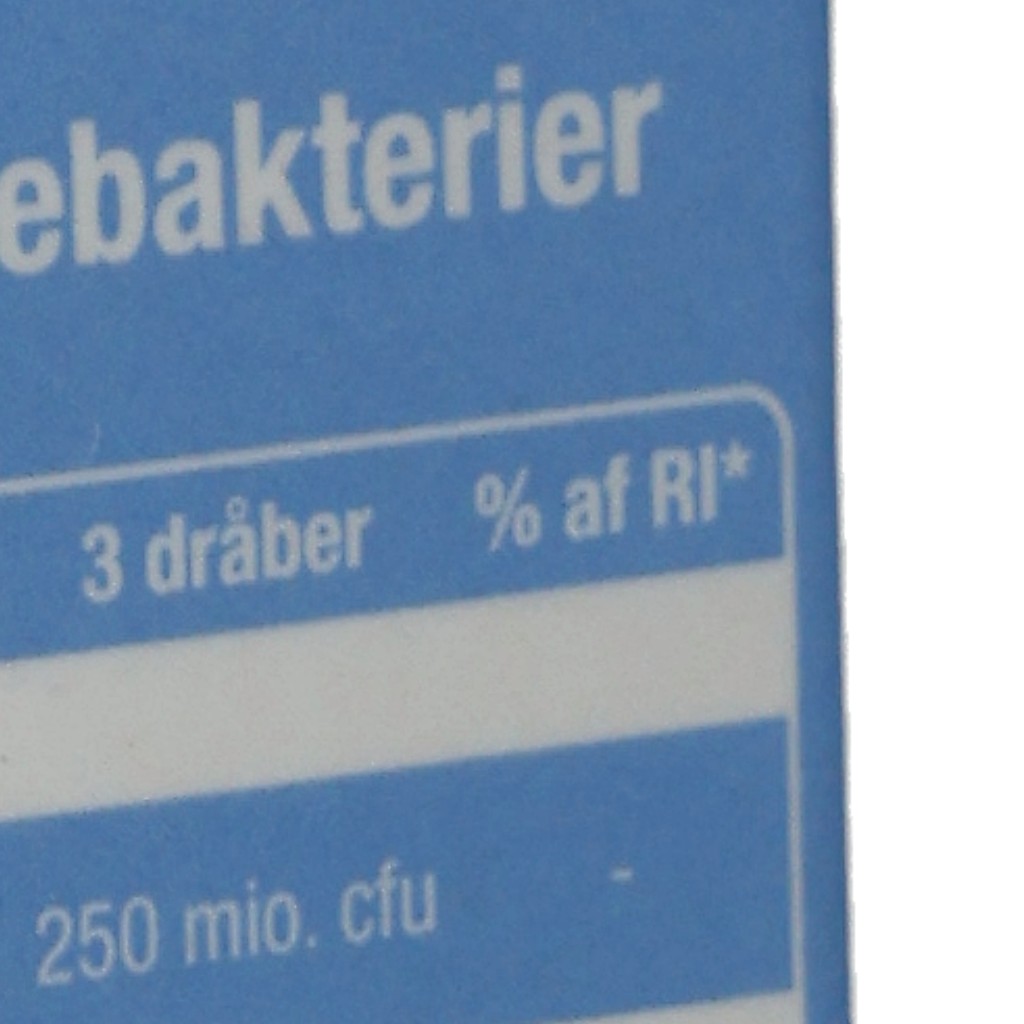 ebakterier
3 dråber % af RI*
250 mio. cfu -